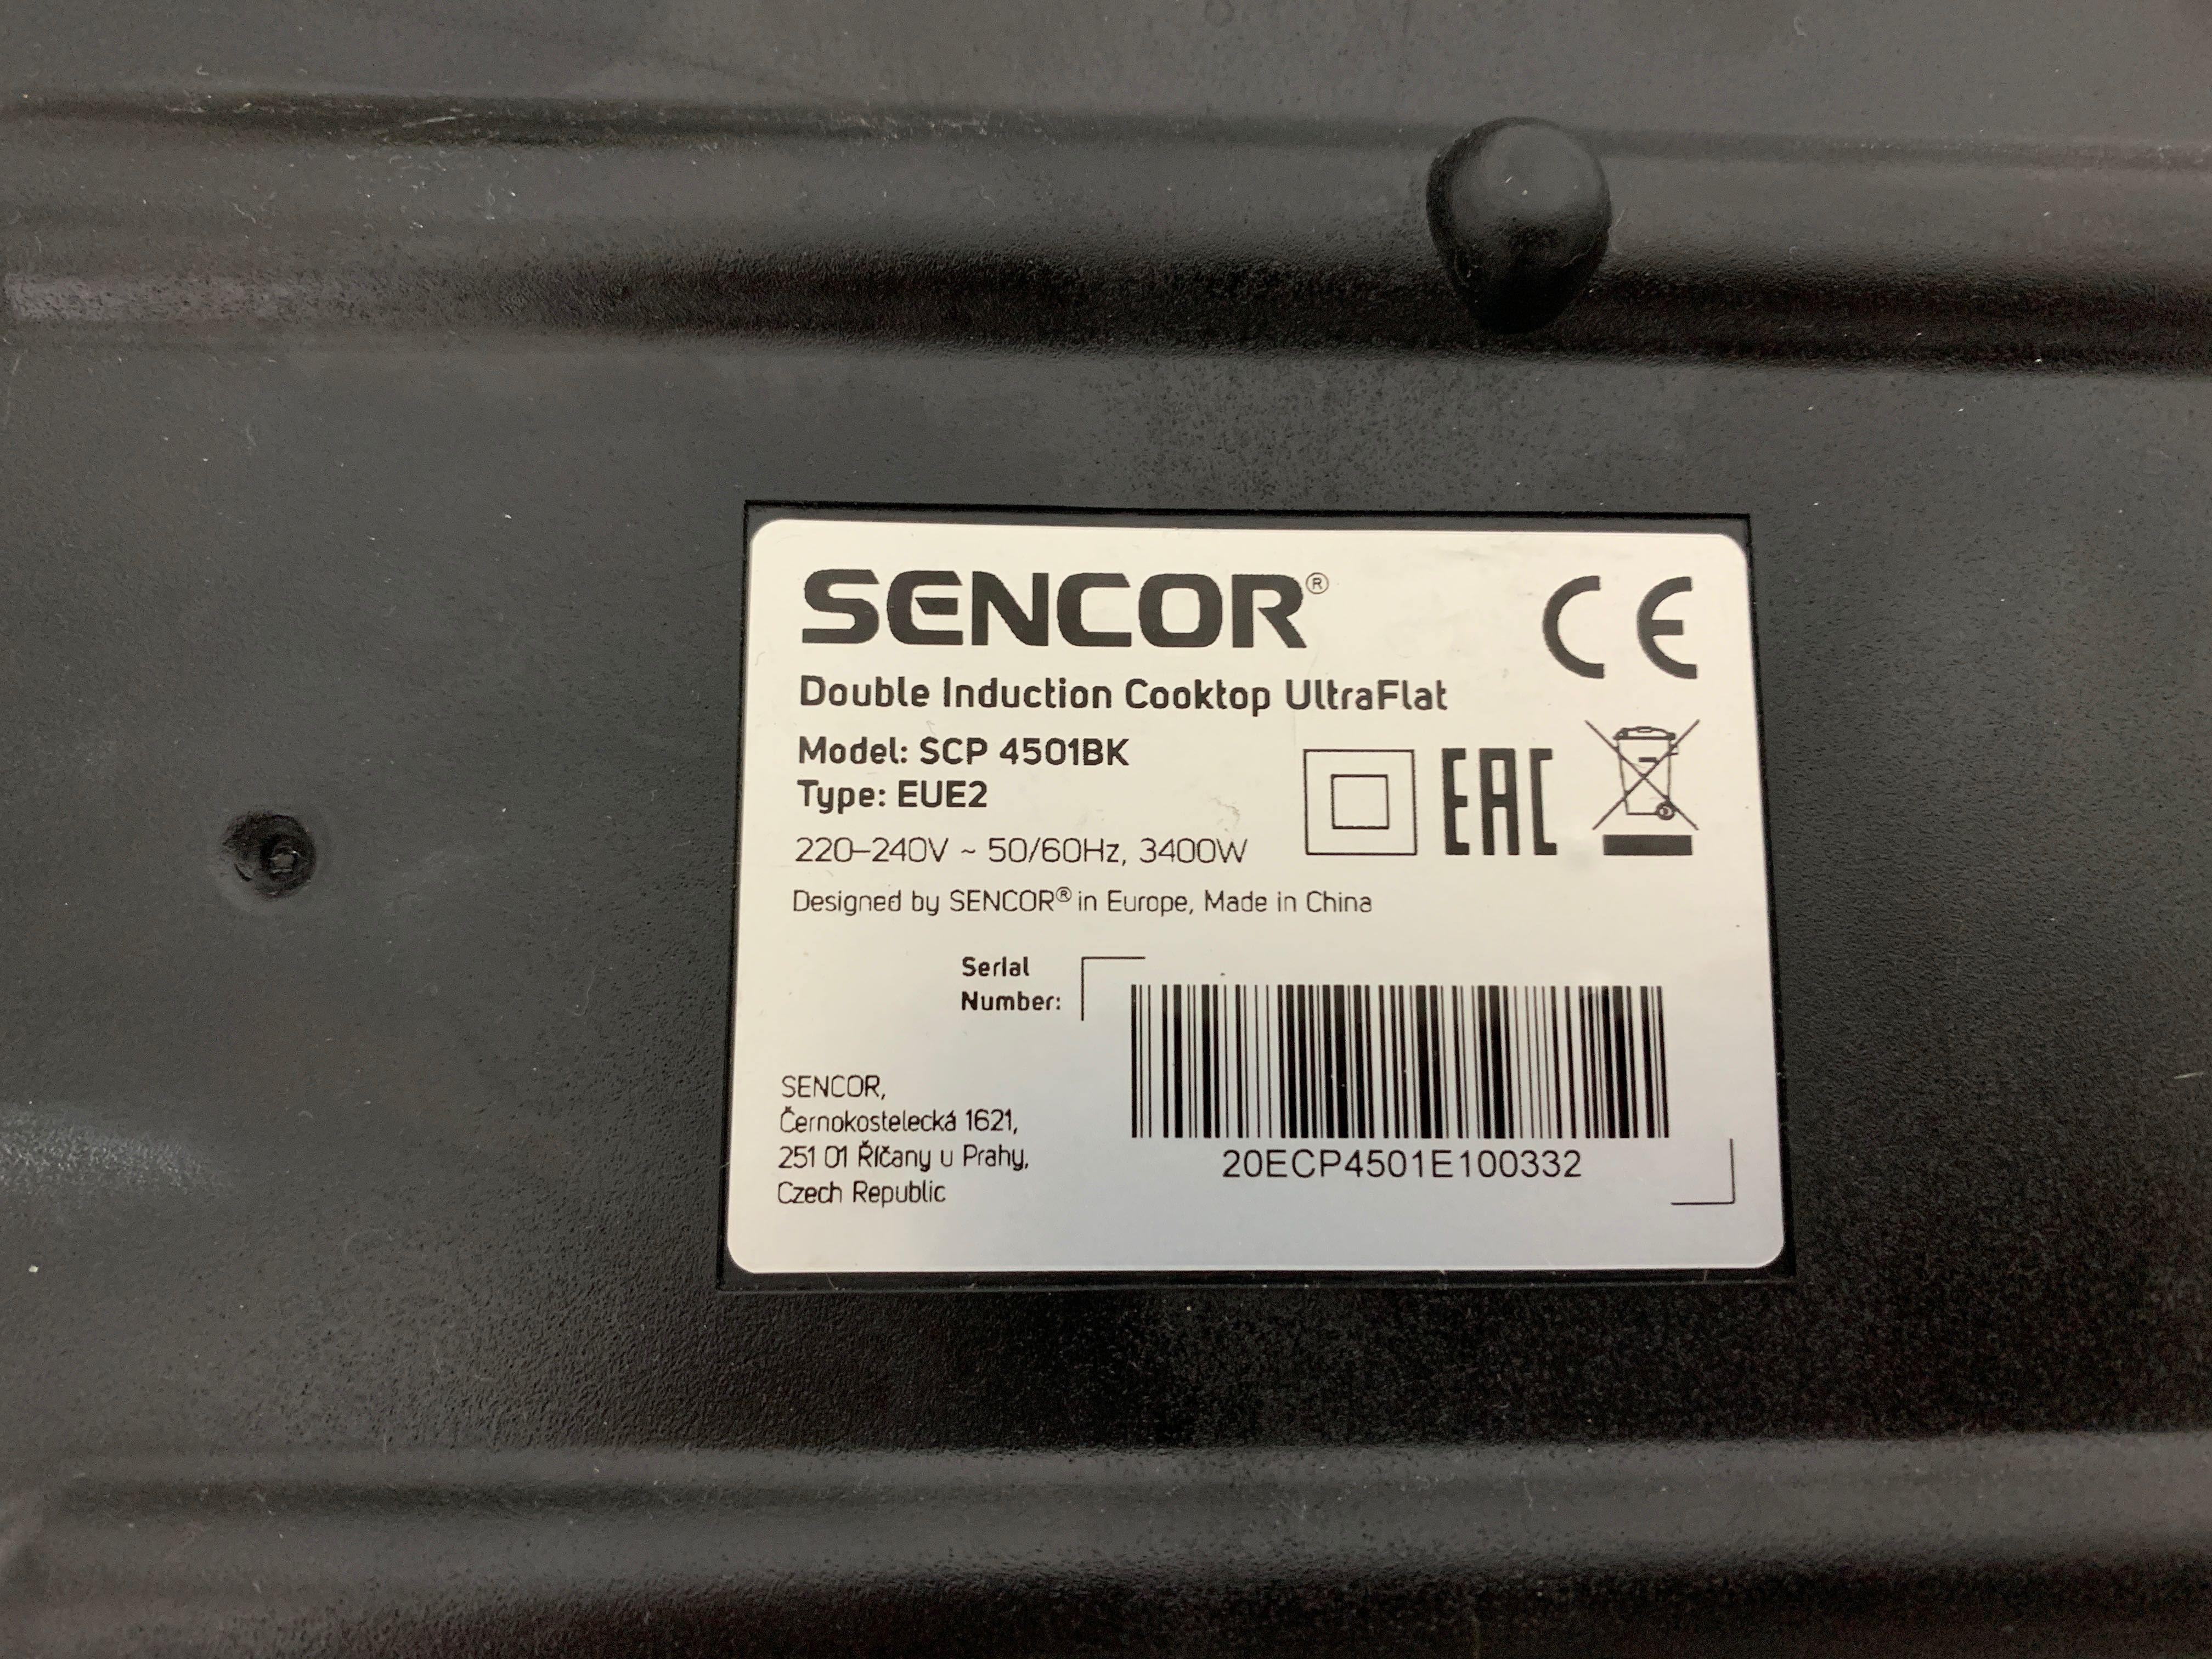 SENCOR®
CE
Double Induction Cooktop UltraFlat
Model: SCP 4501BK
Type: EUE2
EAC
220–240V ~ 50/60Hz, 3400W
Designed by SENCOR® in Europe, Made in China
Serial
Number:
20ECP4501E100332
SENCOR,
Černokostelecká 1621,
251 01 Říčany u Prahy,
Czech Republic